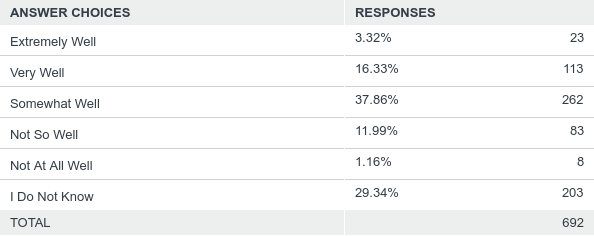 ANSWER CHOICES RESPONSES
Extremely Well 3.32% 23
Very Well 16.33% 113
Somewhat Well 37.86% 262
Not So Well 11.99% 83
Not At All Well 1.16% 8
I Do Not Know 29.34% 203
TOTAL 692